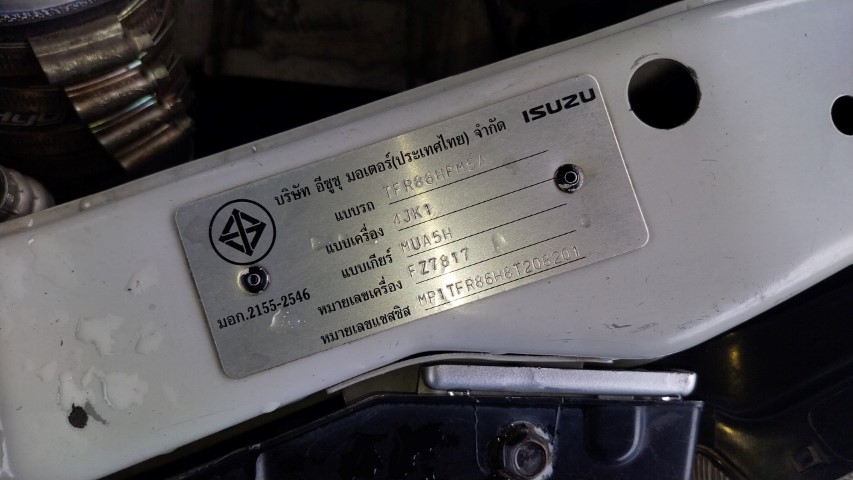 ISUZU
บริษัท อีซูซุ มอเตอร์(ประเทศไทย) จำกัด
แบบรถ TFR86HFM5A
แบบเครื่อง 4JK1
แบบเกียร์ MUA5H
หมายเลขเครื่อง FZ7817
มอก.2155-2546
หมายเลขแชสซิส MP1TFR86H6T208201